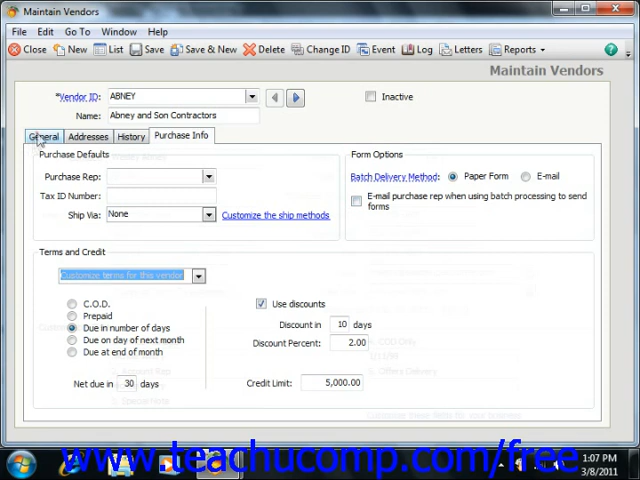 Maintain Vendors
File Edit Go To Window Help
Close New List Save Save & New Delete Change ID Event Log Letters Reports
Maintain Vendors
*Vendor ID: ABNEY Inactive
Name: Abney and Son Contractors
General Addresses History Purchase Info
Purchase Defaults Form Options
Purchase Rep: Batch Delivery Method: Paper Form E-mail
Tax ID Number: E-mail purchase rep when using batch processing to send
forms
Ship Via: None Customize the ship methods
Terms and Credit
Customize terms for this vendor
C.O.D. Use discounts
Prepaid
Due in number of days Discount in 10 days
Due on day of next month Discount Percent: 2.00
Due at end of month
Net due in 30 days Credit Limit: 5,000.00
www.teachucomp.com/free
1:07 PM
3/8/2011